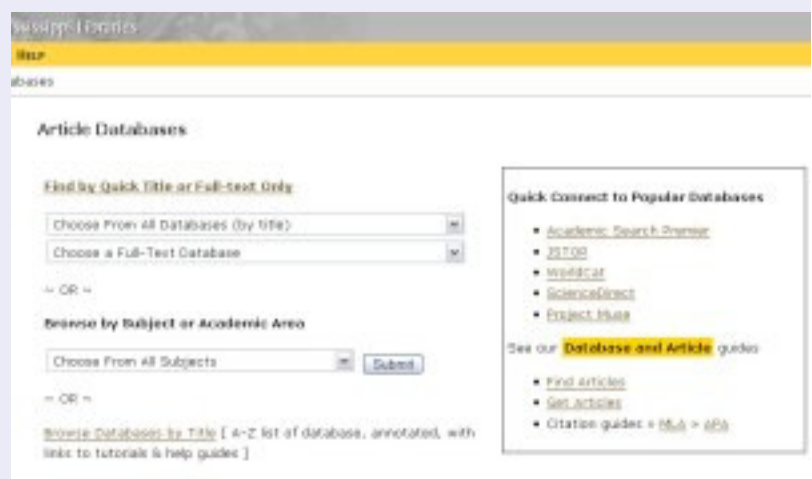 ssissippi Libraries
HELP
abases
Article Databases
Find by Quick Title or Full-text Only
Choose From All Databases (by title)
Choose a Full-Text Database
~ OR ~
Browse by Subject or Academic Area
Choose From All Subjects
Submit
~ OR ~
Browse Databases by Title [ A-Z list of database, annotated, with
links to tutorials & help guides ]
Quick Connect to Popular Databases
Academic Search Premier
JSTOR
WorldCat
ScienceDirect
Project Muse
See our Database and Article guides
Find Articles
Get Articles
Citation guides » MLA » APA